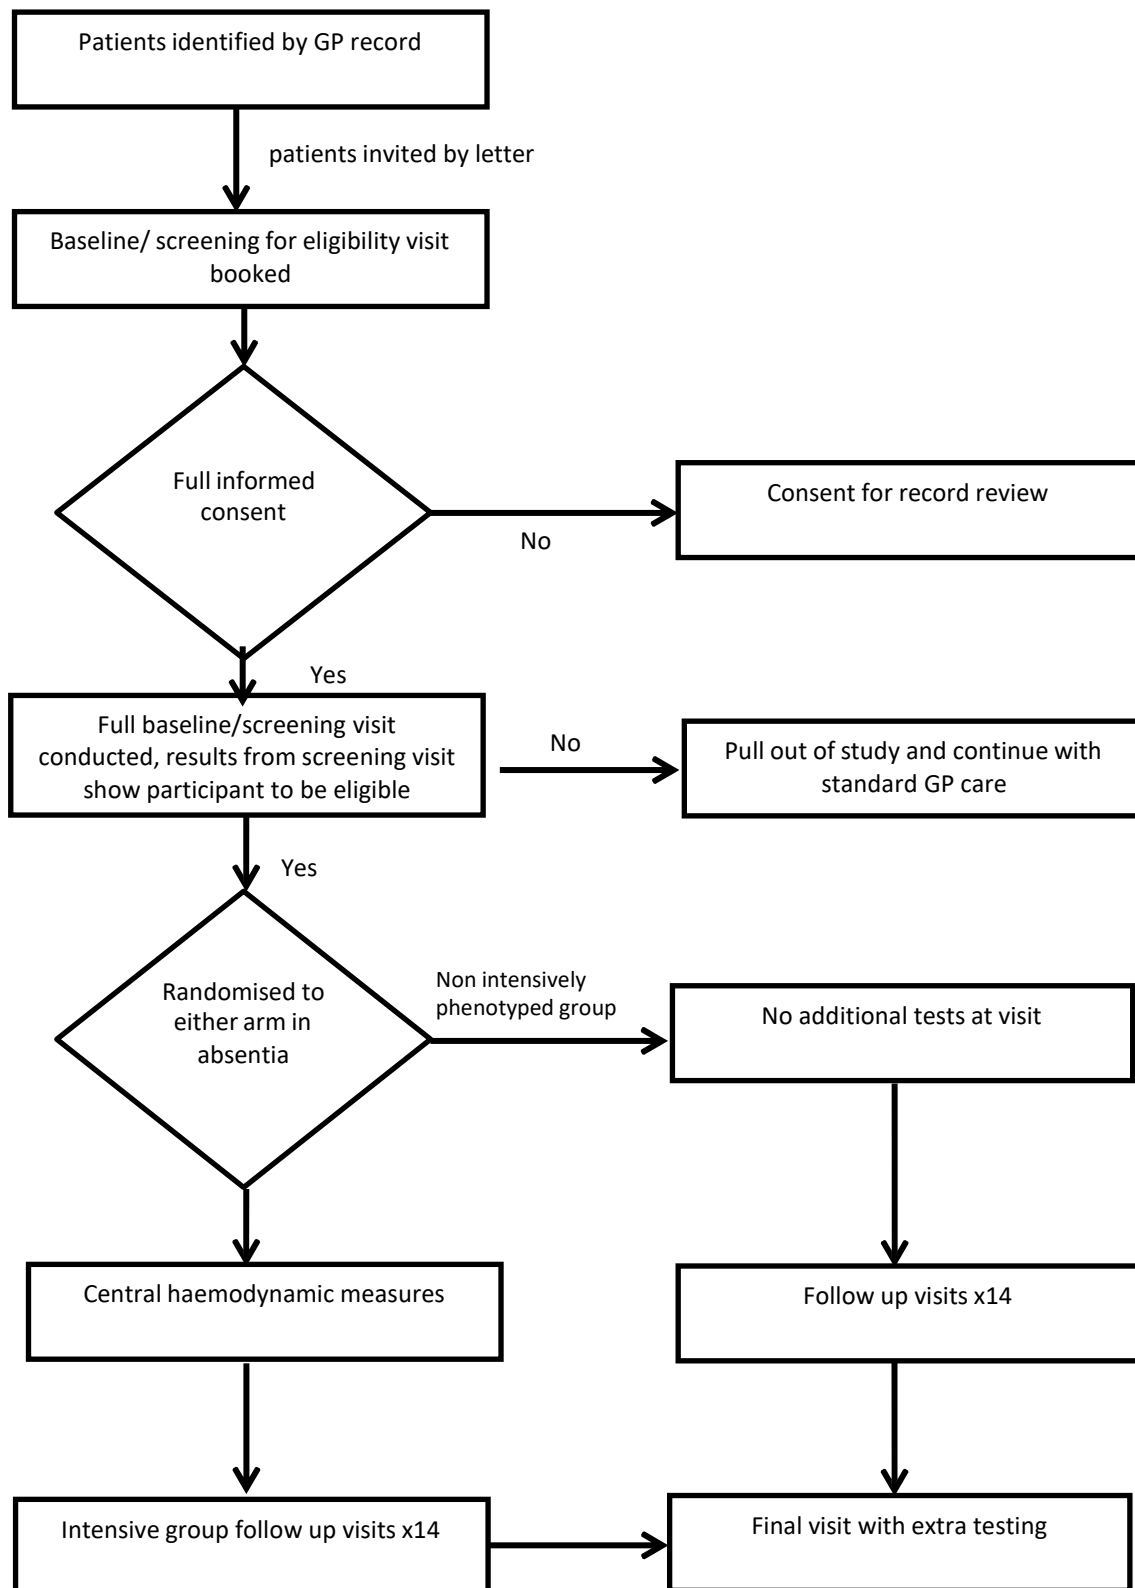 Patients identified by GP record
patients invited by letter
Baseline/ screening for eligibility visit
booked
Full informed
consent
No
Consent for record review
Yes
Full baseline/screening visit
conducted, results from screening visit
show participant to be eligible
No
Pull out of study and continue with
standard GP care
Yes
Randomised to
either arm in
absentia
Non intensively
phenotyped group
No additional tests at visit
Central haemodynamic measures
Follow up visits x14
Intensive group follow up visits x14
Final visit with extra testing